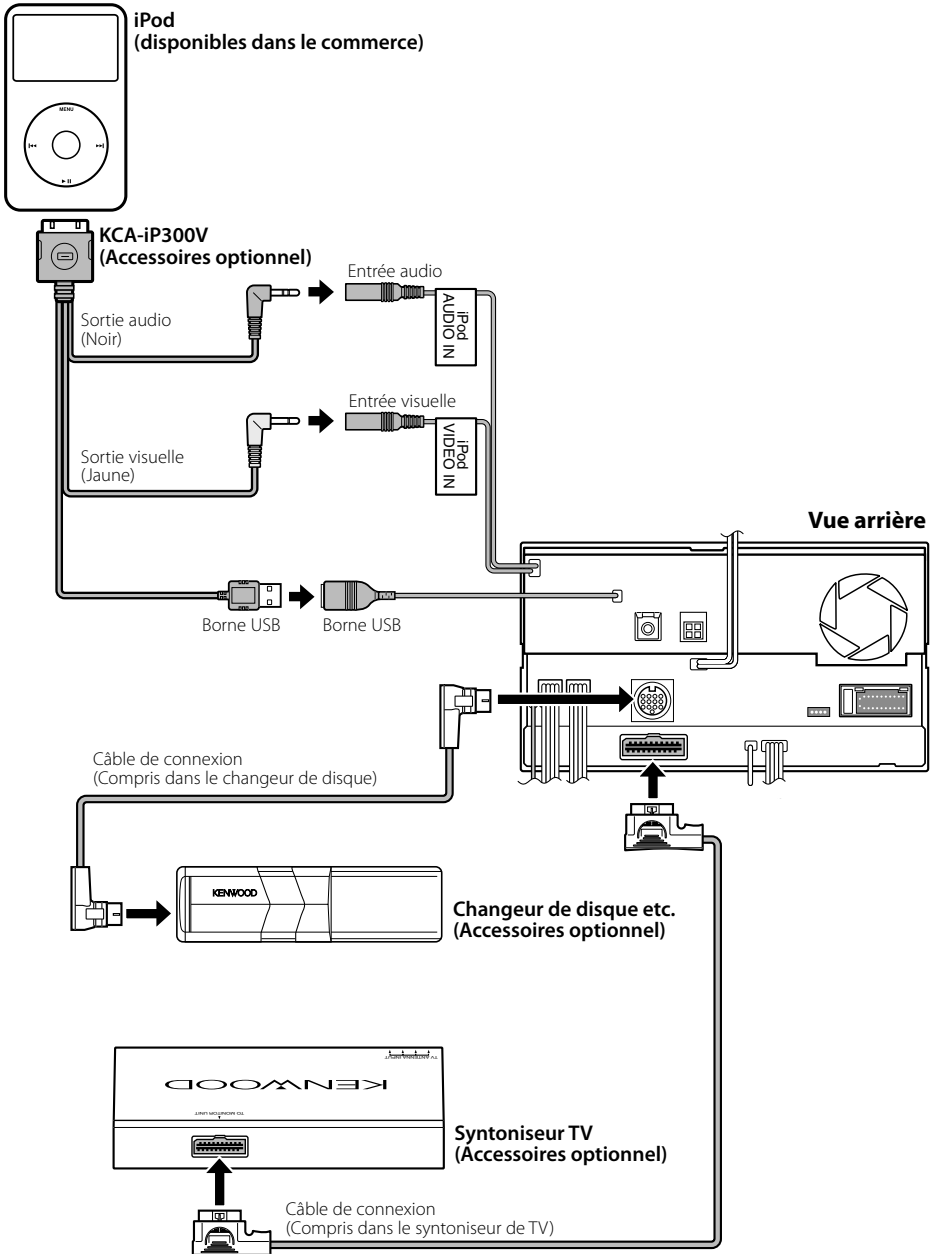 iPod
(disponibles dans le commerce)
MENU
KCA-iP300V
(Accessoires optionnel)
Entrée audio
iPod
AUDIO IN
Sortie audio
(Noir)
Entrée visuelle
iPod
VIDEO IN
Sortie visuelle
(Jaune)
Vue arrière
Borne USB
Borne USB
Câble de connexion
(Compris dans le changeur de disque)
KENWOOD
Changeur de disque etc.
(Accessoires optionnel)
TV ANTENNA INPUT
KENWOOD
TO MONITOR UNIT
Syntoniseur TV
(Accessoires optionnel)
Câble de connexion
(Compris dans le syntoniseur de TV)